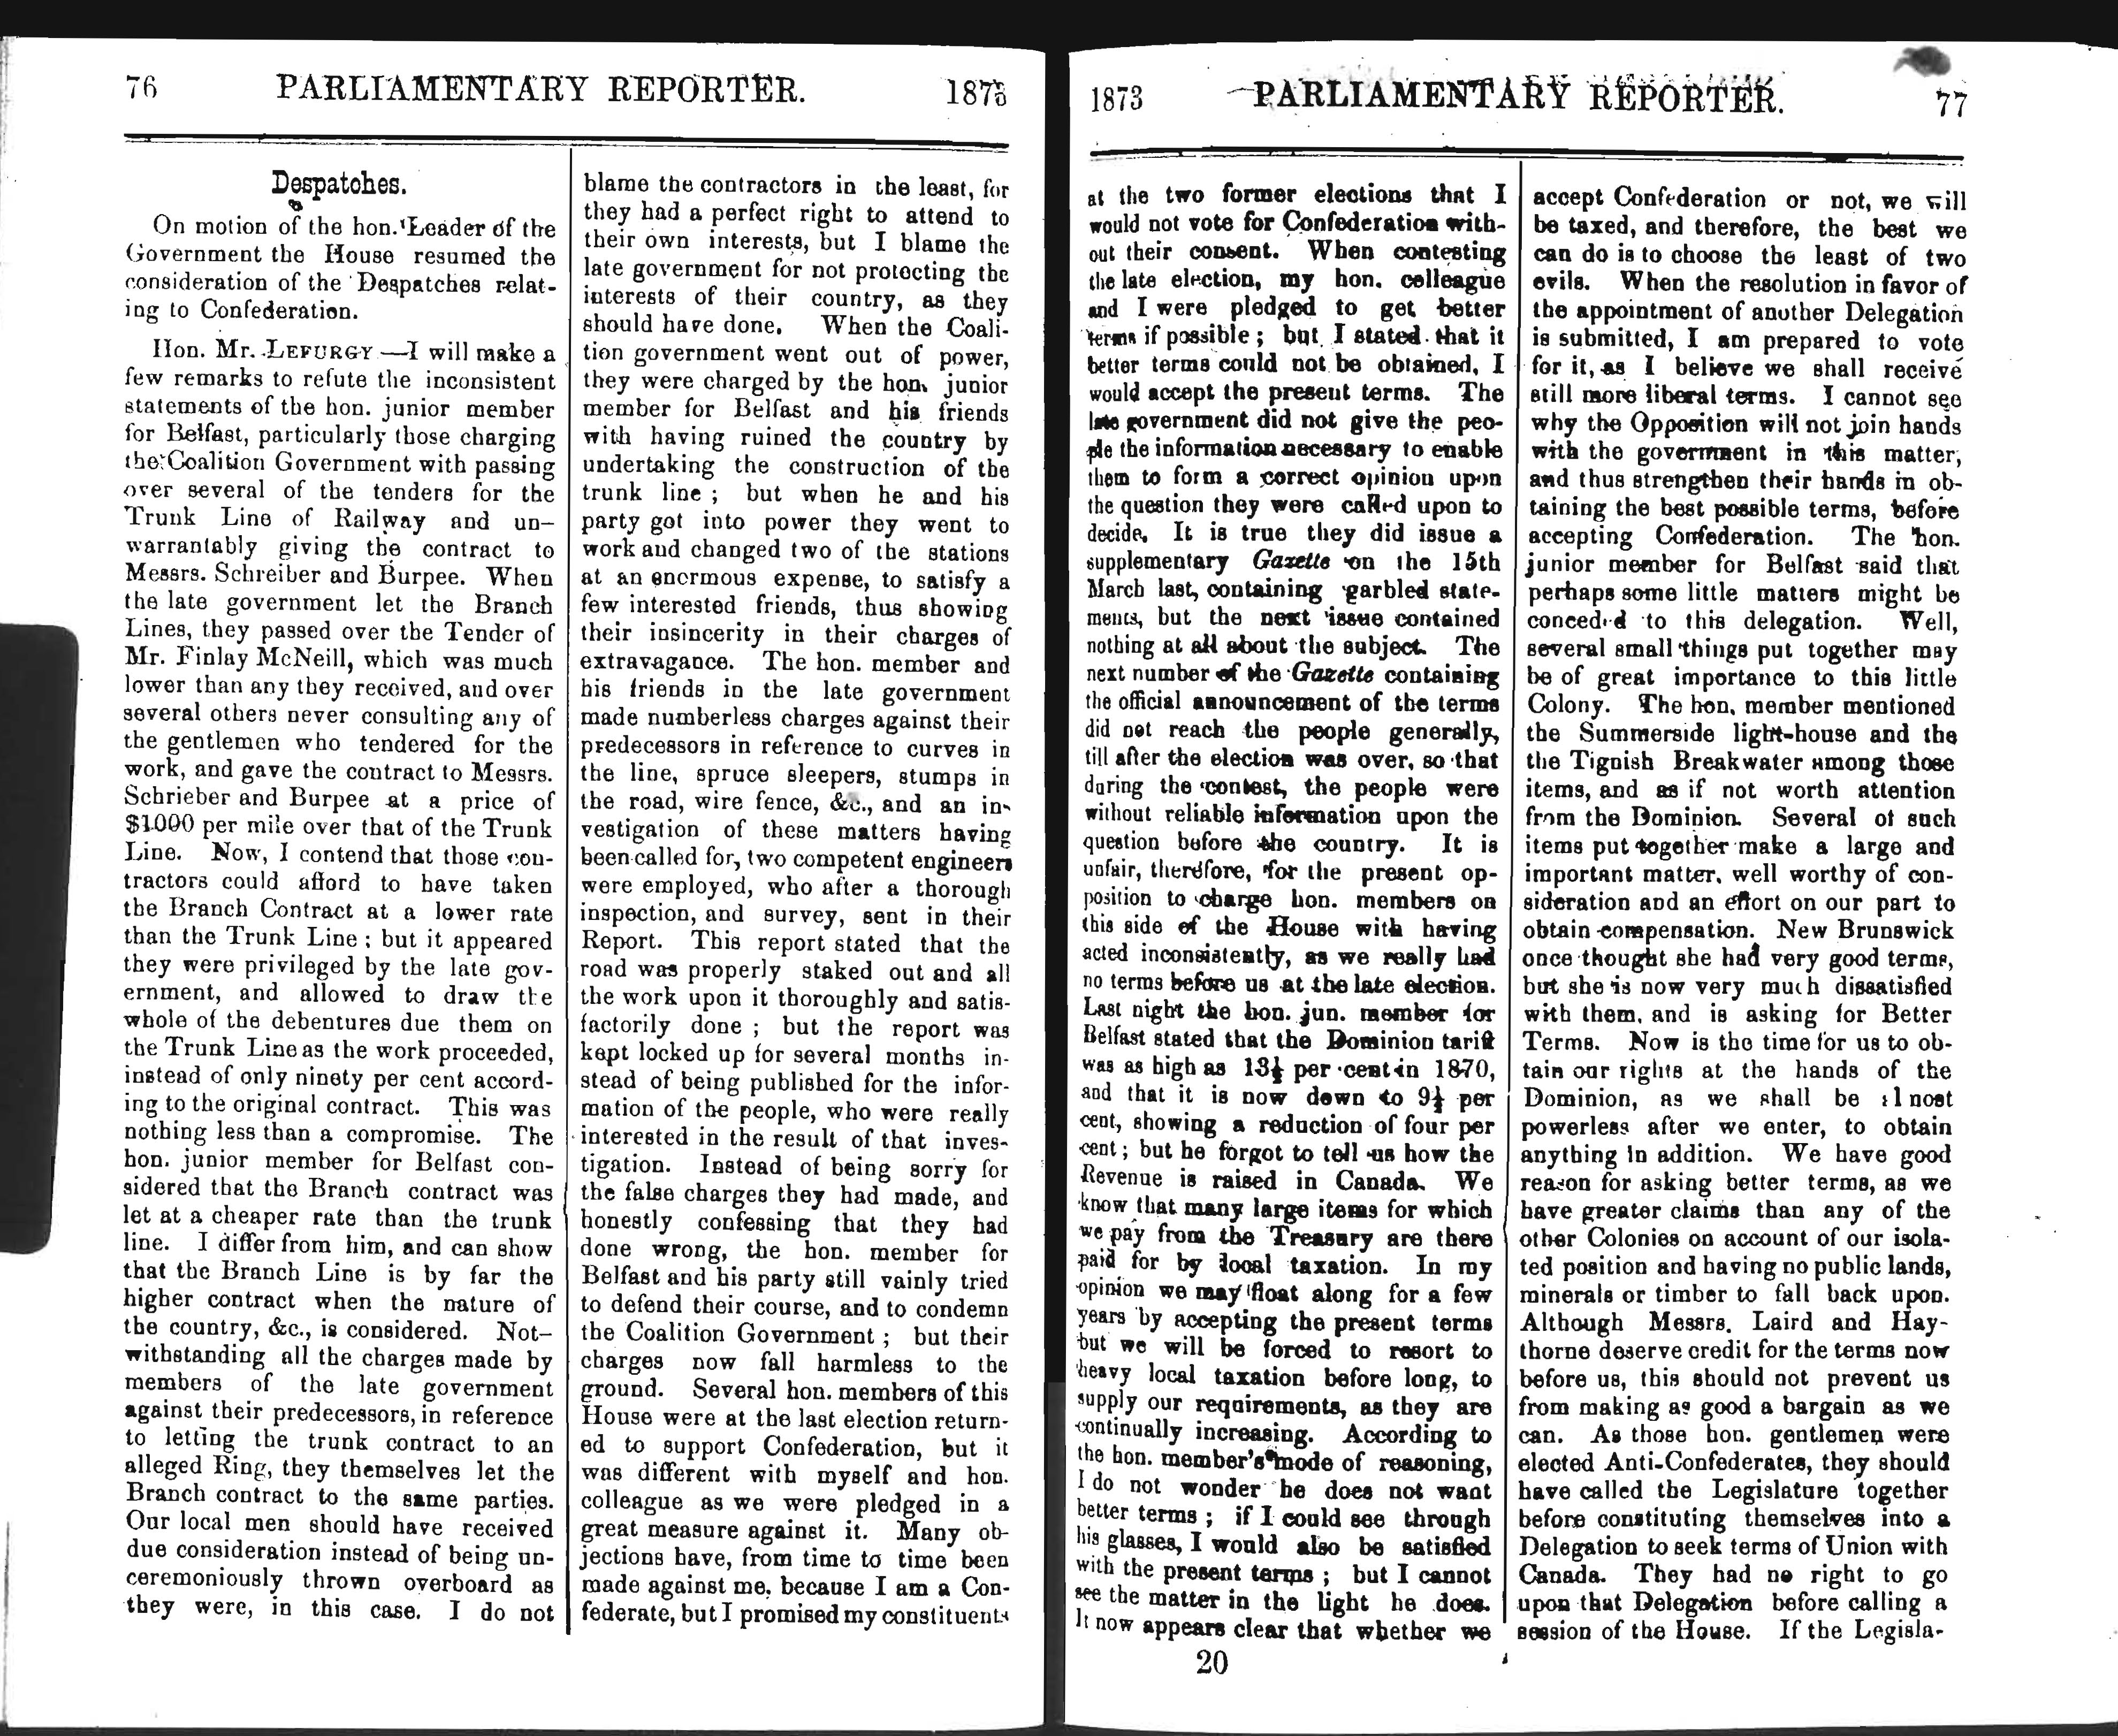 76 PARLIAMENTARY REPORTER. 1873
Despatches.
On motion of the hon. Leader of the
Government the House resumed the
consideration of the Despatches relat-
ing to Confederation.
Hon. Mr. LEFURGY —I will make a
few remarks to refute the inconsistent
statements of the hon. junior member
for Belfast, particularly those charging
the Coalition Government with passing
over several of the tenders for the
Trunk Line of Railway and un-
warrantably giving the contract to
Messrs. Schreiber and Burpee. When
the late government let the Branch
Lines, they passed over the Tender of
Mr. Finlay McNeill, which was much
lower than any they received, and over
several others never consulting any of
the gentlemen who tendered for the
work, and gave the contract to Messrs.
Schrieber and Burpee at a price of
$1000 per mile over that of the Trunk
Line. Now, I contend that those con-
tractors could afford to have taken
the Branch Contract at a lower rate
than the Trunk Line ; but it appeared
they were privileged by the late gov-
ernment, and allowed to draw the
whole of the debentures due them on
the Trunk Line as the work proceeded,
instead of only ninety per cent accord-
ing to the original contract. This was
nothing less than a compromise. The
hon. junior member for Belfast con-
sidered that the Branch contract was
let at a cheaper rate than the trunk
line. I differ from him, and can show
that the Branch Line is by far the
higher contract when the nature of
the country, &c., is considered. Not-
withstanding all the charges made by
members of the late government
against their predecessors, in reference
to letting the trunk contract to an
alleged Ring, they themselves let the
Branch contract to the same parties.
Our local men should have received
due consideration instead of being un-
ceremoniously thrown overboard as
they were, in this case. I do not
blame the contractors in the least, for
they had a perfect right to attend to
their own interests, but I blame the
late government for not protecting the
interests of their country, as they
should have done. When the Coali-
tion government went out of power,
they were charged by the hon. junior
member for Belfast and his friends
with having ruined the country by
undertaking the construction of the
trunk line ; but when he and his
party got into power they went to
work and changed two of the stations
at an enormous expense, to satisfy a
few interested friends, thus showing
their insincerity in their charges of
extravagance. The hon. member and
his friends in the late government
made numberless charges against their
predecessors in reference to curves in
the line, spruce sleepers, stumps in
the road, wire fence, &c., and an in-
vestigation of these matters having
been called for, two competent engineers
were employed, who after a thorough
inspection, and survey, sent in their
Report. This report stated that the
road was properly staked out and all
the work upon it thoroughly and satis-
factorily done ; but the report was
kept locked up for several months in-
stead of being published for the infor-
mation of the people, who were really
interested in the result of that inves-
tigation. Instead of being sorry for
the false charges they had made, and
honestly confessing that they had
done wrong, the hon. member for
Belfast and his party still vainly tried
to defend their course, and to condemn
the Coalition Government ; but their
charges now fall harmless to the
ground. Several hon. members of this
House were at the last election return-
ed to support Confederation, but it
was different with myself and hon.
colleague as we were pledged in a
great measure against it. Many ob-
jections have, from time to time been
made against me, because I am a Con-
federate, but I promised my constituents
1873 PARLIAMENTARY REPORTER. 77
at the two former elections that I
would not vote for Confederation with-
out their consent. When contesting
the late election, my hon. colleague
and I were pledged to get better
terms if possible ; but I stated that it
better terms could not be obtained, I
would accept the present terms. The
late government did not give the peo-
ple the information necessary to enable
them to form a correct opinion upon
the question they were called upon to
decide. It is true they did issue a
supplementary Gazette on the 15th
March last, containing garbled state-
ments, but the next issue contained
nothing at all about the subject. The
next number of the Gazette containing
the official announcement of the terms
did not reach the people generally,
till after the election was over, so that
during the contest, the people were
without reliable information upon the
question before the country. It is
unfair, therefore, for the present op-
position to charge hon. members on
this side of the House with having
acted inconsistently, as we really had
no terms before us at the late election.
Last night the hon. jun. member for
Belfast stated that the Dominion tariff
was as high as 13½ per cent in 1870,
and that it is now down to 9½ per
cent, showing a reduction of four per
cent ; but he forgot to tell us how the
Revenue is raised in Canada. We
know that many large items for which
we pay from the Treasury are there
paid for by local taxation. In my
opinion we may float along for a few
years by accepting the present terms
but we will be forced to resort to
heavy local taxation before long, to
supply our requirements, as they are
continually increasing. According to
the hon. member's mode of reasoning,
I do not wonder he does not want
better terms ; if I could see through
his glasses, I would also be satisfied
with the present terms ; but I cannot
see the matter in the light he does.
It now appears clear that whether we
20
accept Confederation or not, we will
be taxed, and therefore, the best we
can do is to choose the least of two
evils. When the resolution in favor of
the appointment of another Delegation
is submitted, I am prepared to vote
for it, as I believe we shall receive
still more liberal terms. I cannot see
why the Opposition will not join hands
with the government in this matter,
and thus strengthen their hands in ob-
taining the best possible terms, before
accepting Confederation. The hon.
junior member for Belfast said that
perhaps some little matters might be
conceded to this delegation. Well,
several small things put together may
be of great importance to this little
Colony. The hon. member mentioned
the Summerside light-house and the
the Tignish Breakwater among those
items, and as if not worth attention
from the Dominion. Several of such
items put together make a large and
important matter, well worthy of con-
sideration and an effort on our part to
obtain compensation. New Brunswick
once thought she had very good terms,
but she is now very much dissatisfied
with them, and is asking for Better
Terms. Now is the time for us to ob-
tain our rights at the hands of the
Dominion, as we shall be almost
powerless after we enter, to obtain
anything in addition. We have good
reason for asking better terms, as we
have greater claims than any of the
other Colonies on account of our isola-
ted position and having no public lands,
minerals or timber to fall back upon.
Although Messrs. Laird and Hay-
thorne deserve credit for the terms now
before us, this should not prevent us
from making as good a bargain as we
can. As those hon. gentlemen were
elected Anti-Confederates, they should
have called the Legislature together
before constituting themselves into a
Delegation to seek terms of Union with
Canada. They had no right to go
upon that Delegation before calling a
session of the House. If the Legisla-